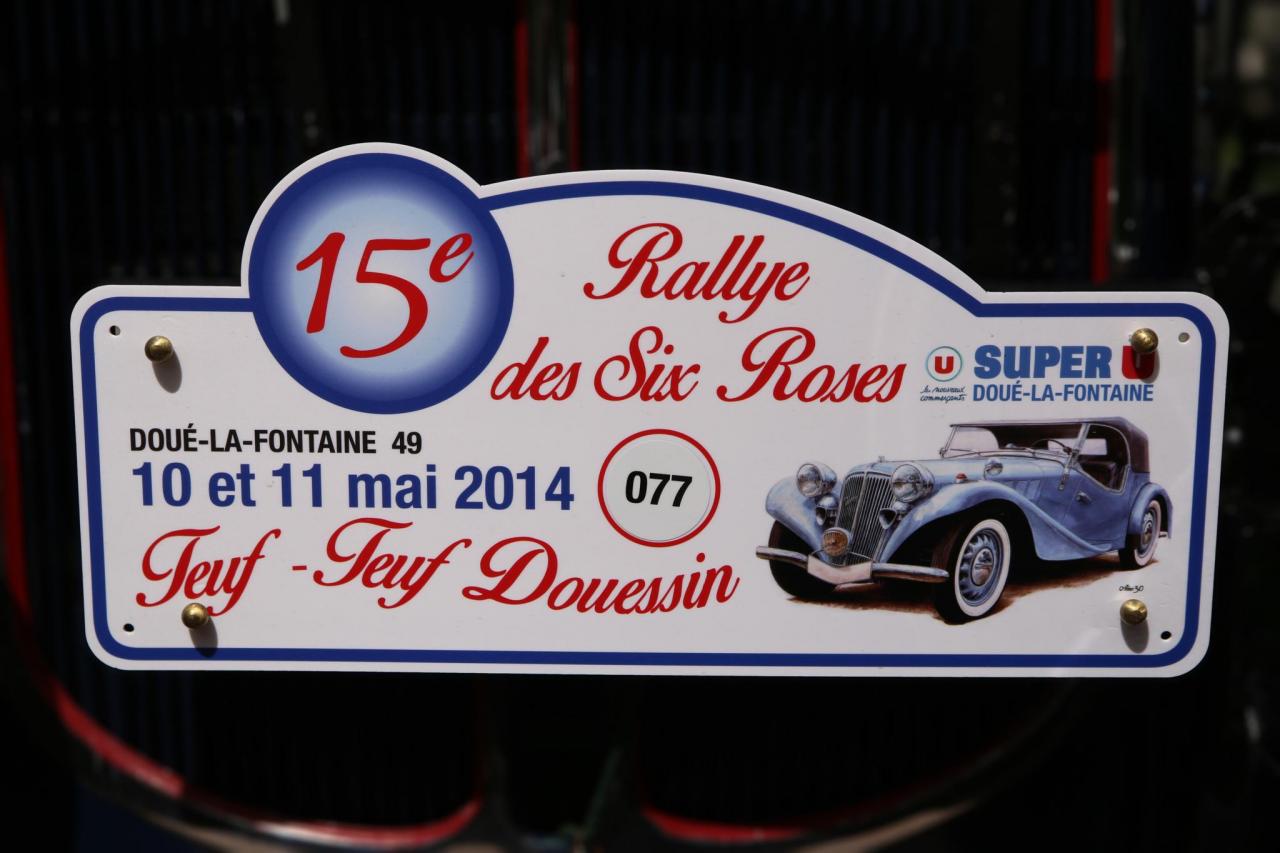 15e
Rallye
des Six Roses
U
les nouveaux
commerçants
SUPER U
DOUÉ-LA-FONTAINE
DOUÉ-LA-FONTAINE 49
10 et 11 mai 2014
077
Teuf - Teuf Douessin